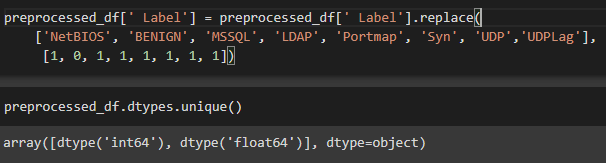 preprocessed_df[' Label'] = preprocessed_df[' Label'].replace(
['NetBIOS', 'BENIGN', 'MSSQL', 'LDAP', 'Portmap', 'Syn', 'UDP','UDPLag'],
[1, 0, 1, 1, 1, 1, 1, 1])
preprocessed_df.dtypes.unique()
array([dtype('int64'), dtype('float64')], dtype=object)